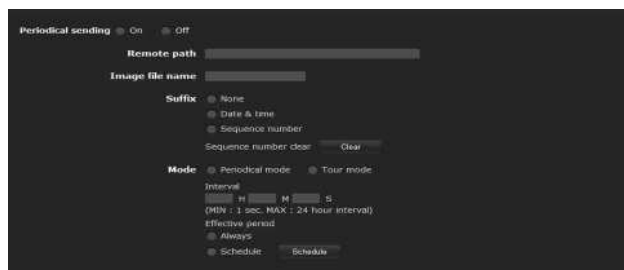 Periodical sending On Off
Remote path
Image file name
Suffix None
Date & time
Sequence number
Sequence number clear Clear
Mode Periodical mode Tour mode
Interval
H M S
(MIN : 1 sec. MAX : 24 hour interval)
Effective period
Always
Schedule Schedule